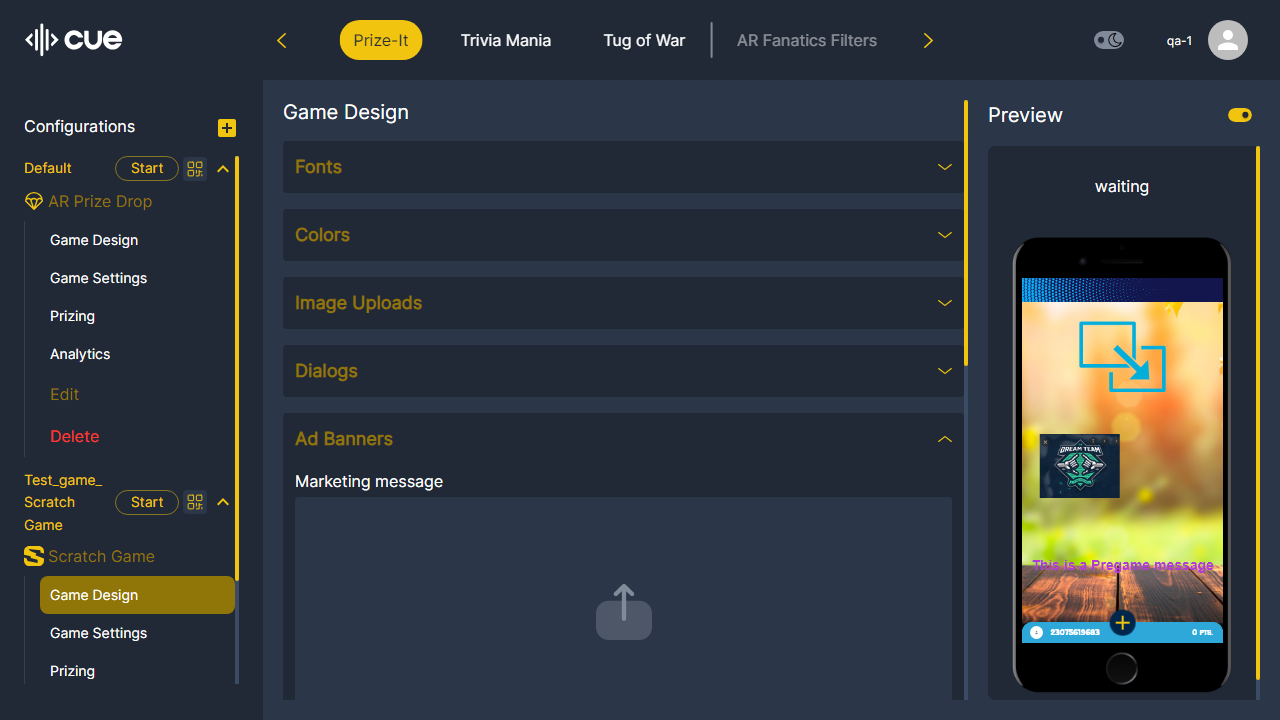 cue
Prize-It
Trivia Mania
Tug of War
AR Fanatics Filters
qa-1
Configurations
Default
Start
AR Prize Drop
Game Design
Game Settings
Prizing
Analytics
Edit
Delete
Test_game_
Scratch
Game
Start
Scratch Game
Game Design
Game Settings
Prizing
Game Design
Fonts
Colors
Image Uploads
Dialogs
Ad Banners
Marketing message
Preview
waiting
DREAM TEAM
This is a Pregame message
23075619683
0 PTS.